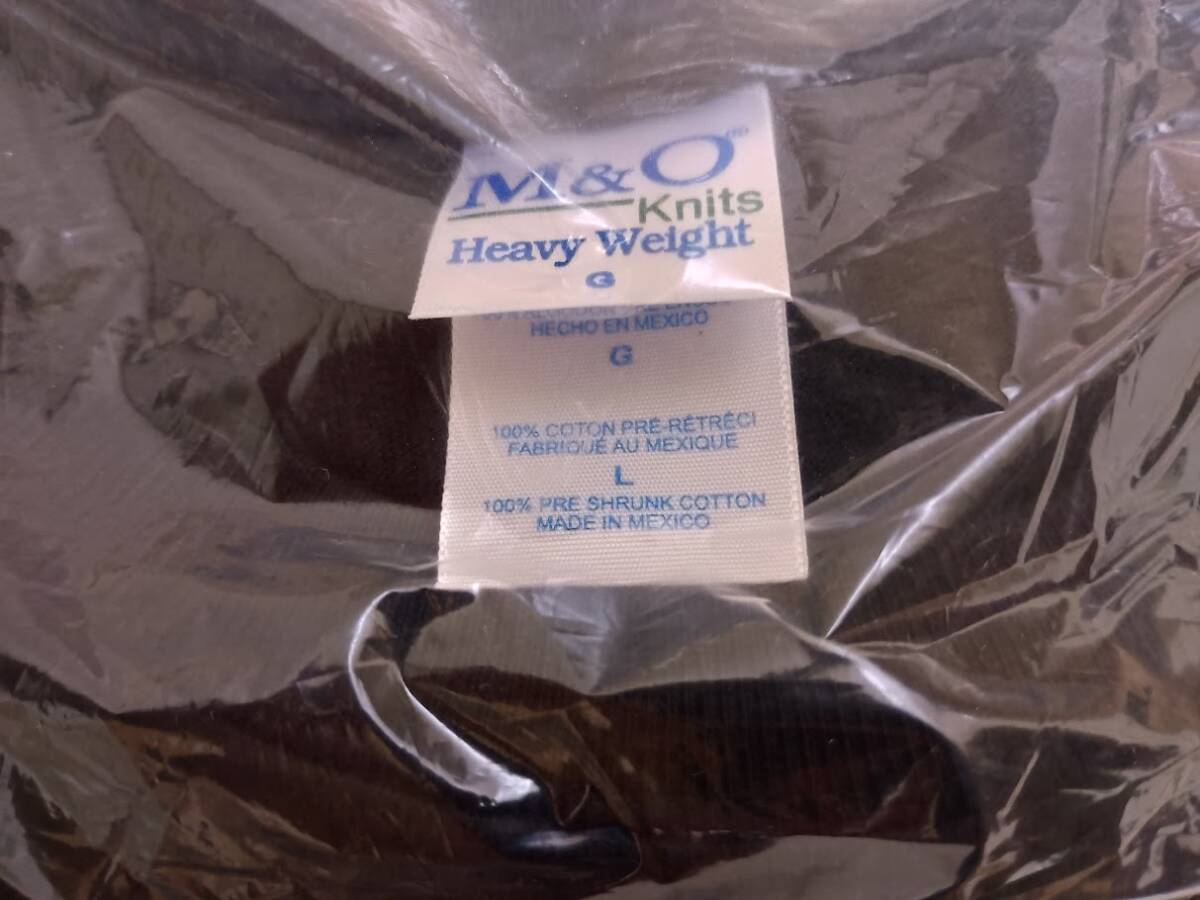 M&O®
Knits
Heavy Weight
G
HECHO EN MEXICO
G
100% COTON PRÉ-RÉTRÉCI
FABRIQUÉ AU MEXIQUE
L
100% PRE SHRUNK COTTON
MADE IN MEXICO